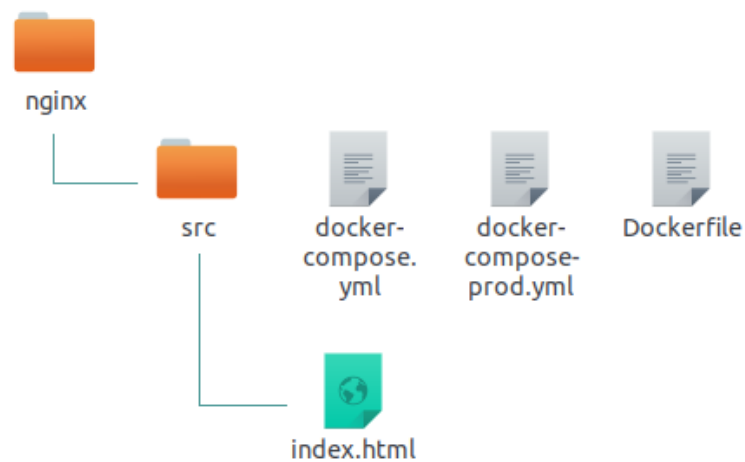 nginx
src
docker-
compose.
yml
docker-
compose-
prod.yml
Dockerfile
index.html